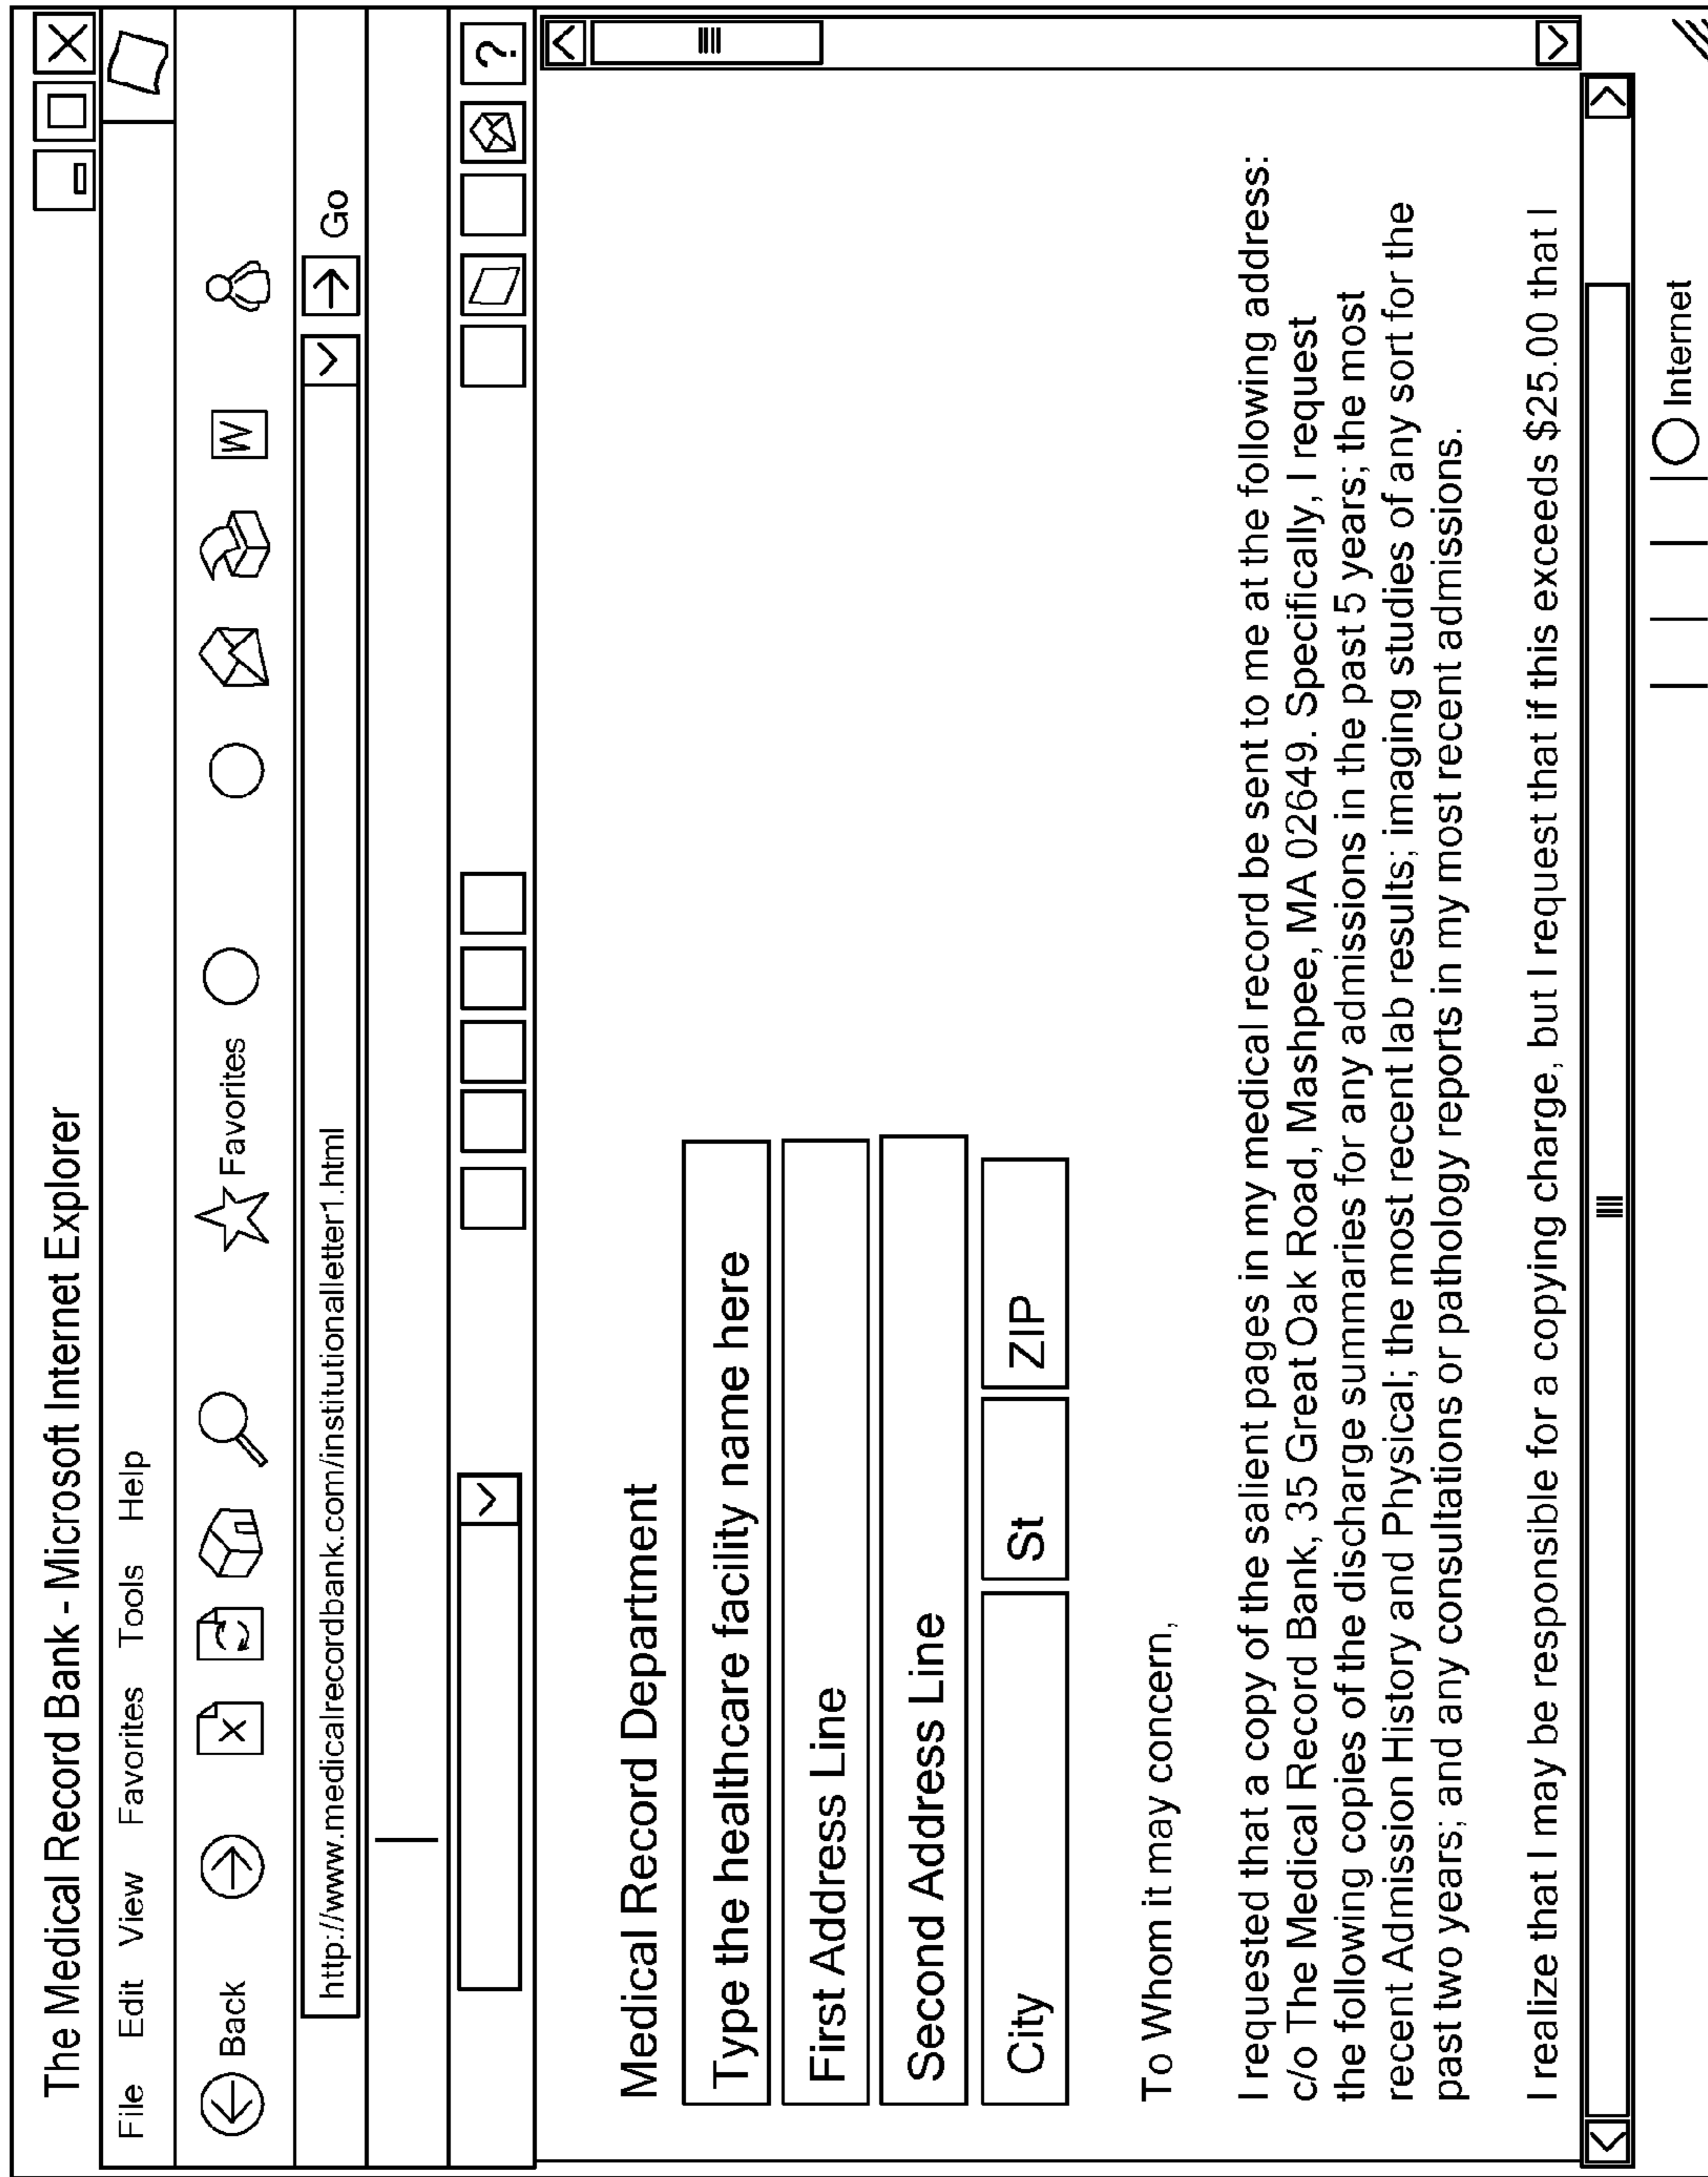 The Medical Record Bank - Microsoft Internet Explorer
File Edit View Favorites Tools Help
Back Favorites W
http://www.medicalrecordbank.com/institutionalletter1.html Go
?
Medical Record Department
Type the healthcare facility name here
First Address Line
Second Address Line
City St ZIP
To Whom it may concern,
I requested that a copy of the salient pages in my medical record be sent to me at the following address:
c/o The Medical Record Bank, 35 Great Oak Road, Mashpee, MA 02649. Specifically, I request
the following copies of the discharge summaries for any admissions in the past 5 years; the most
recent Admission History and Physical; the most recent lab results; imaging studies of any sort for the
past two years; and any consultations or pathology reports in my most recent admissions.
I realize that I may be responsible for a copying charge, but I request that if this exceeds $25.00 that I
Internet